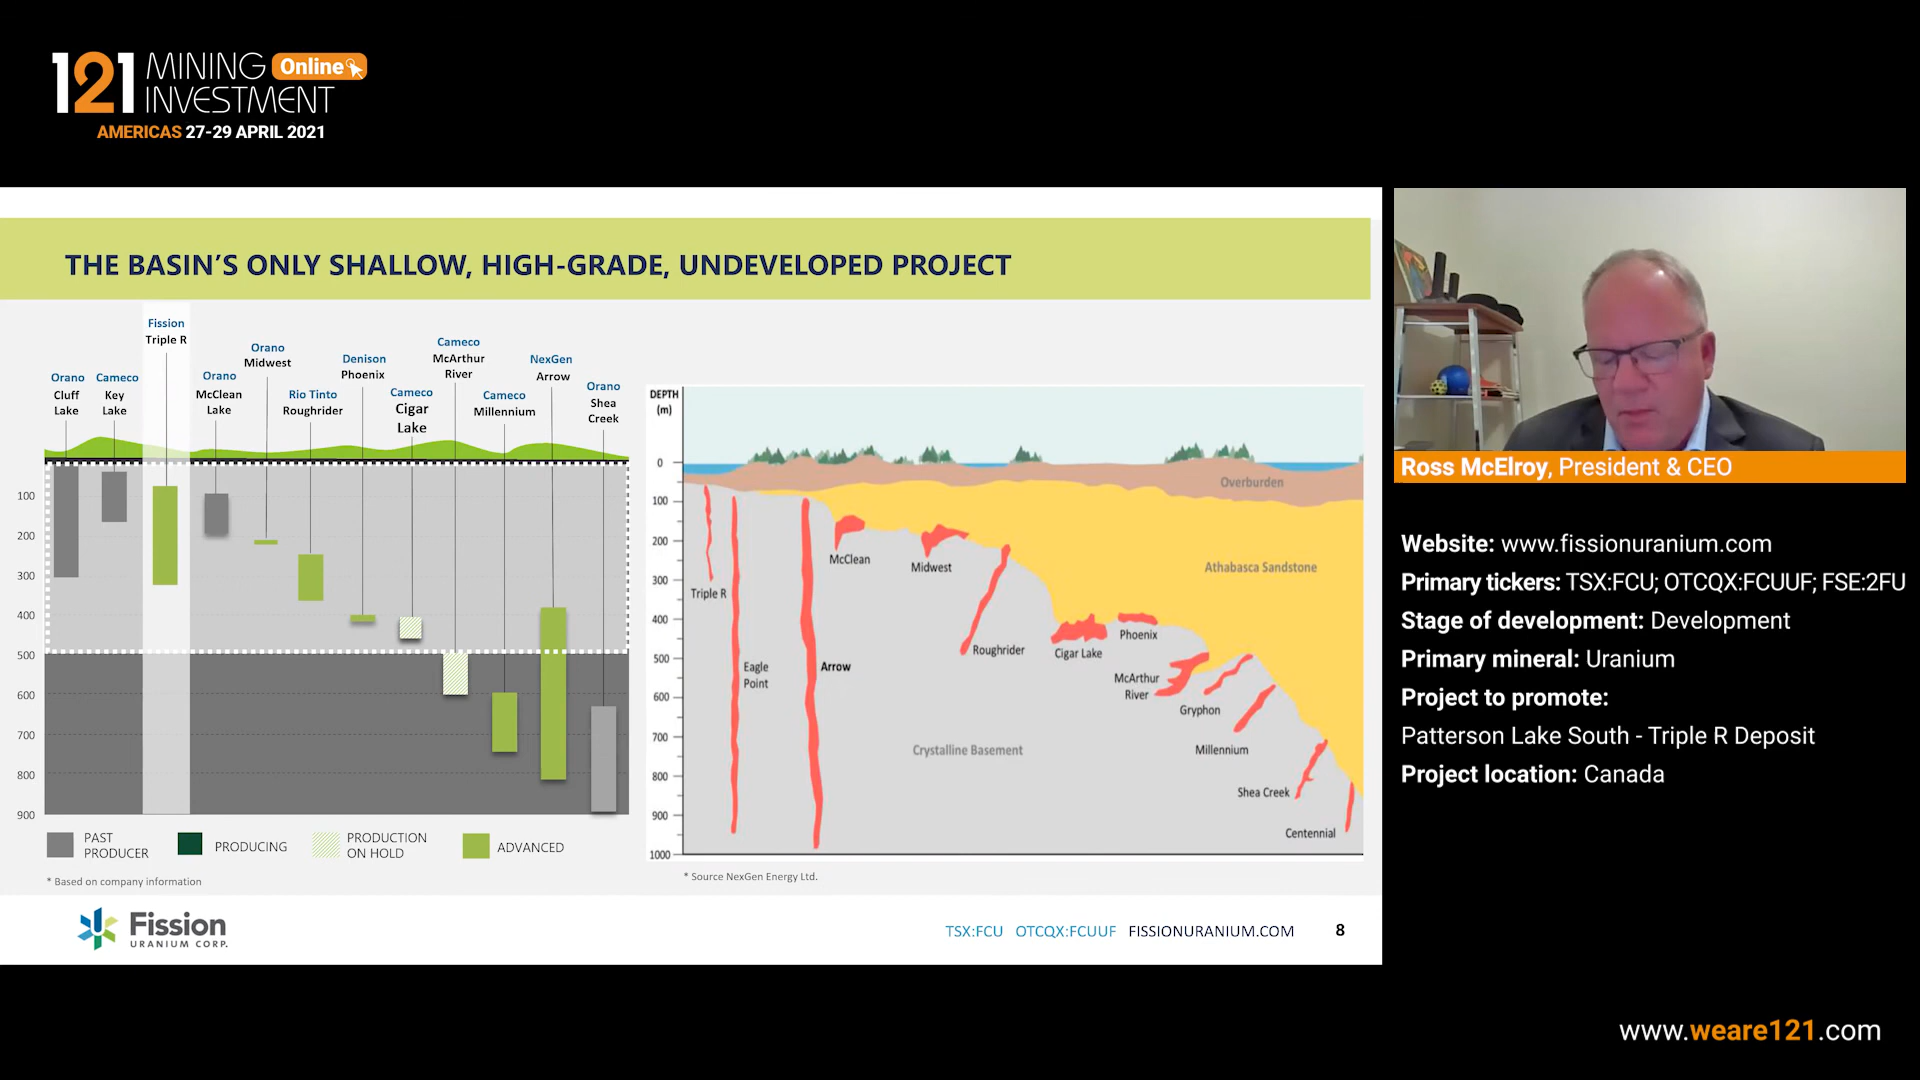 121 MINING Online
INVESTMENT
AMERICAS 27-29 APRIL 2021
THE BASIN'S ONLY SHALLOW, HIGH-GRADE, UNDEVELOPED PROJECT
Orano
Cluff
Lake
Cameco
Key
Lake
Fission
Triple R
Orano
McClean
Lake
Orano
Midwest
Rio Tinto
Roughrider
Denison
Phoenix
Cameco
Cigar
Lake
Cameco
McArthur
River
Cameco
Millennium
NexGen
Arrow
Orano
Shea
Creek
100
200
300
400
500
600
700
800
900
PAST
PRODUCER
PRODUCING
PRODUCTION
ON HOLD
ADVANCED
* Based on company information
DEPTH
(m)
0
100
200
300
400
500
600
700
800
900
1000
Overburden
Athabasca Sandstone
Crystalline Basement
Triple R
Eagle
Point
Arrow
McClean
Midwest
Roughrider
Cigar Lake
Phoenix
McArthur
River
Gryphon
Millennium
Shea Creek
Centennial
* Source NexGen Energy Ltd.
Fission
URANIUM CORP.
TSX:FCU OTCQX:FCUUF FISSIONURANIUM.COM 8
Ross McElroy, President & CEO
Website: www.fissionuranium.com
Primary tickers: TSX:FCU; OTCQX:FCUUF; FSE:2FU
Stage of development: Development
Primary mineral: Uranium
Project to promote:
Patterson Lake South - Triple R Deposit
Project location: Canada
www.weare121.com